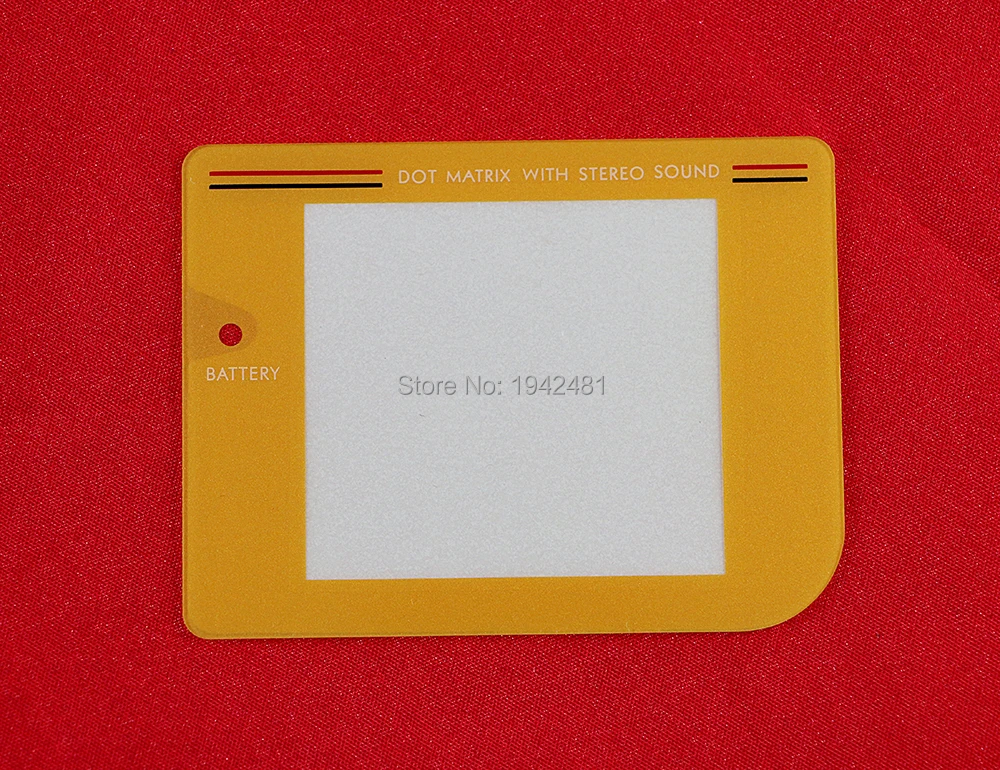 DOT MATRIX WITH STEREO SOUND
BATTERY
Store No: 1942481